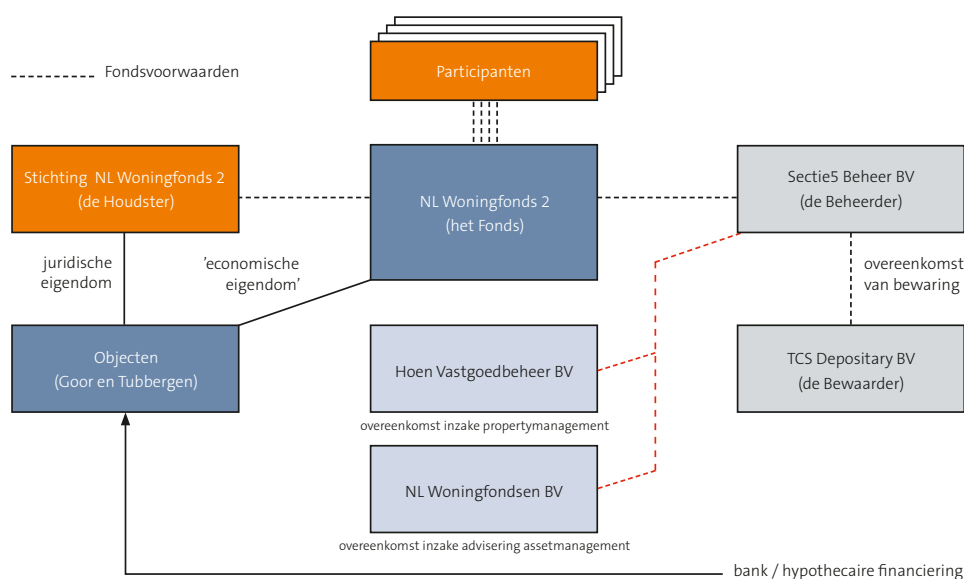 Fondsvoorwaarden
Participanten
Stichting NL Woningfonds 2
(de Houdster)
NL Woningfonds 2
(het Fonds)
Sectie5 Beheer BV
(de Beheerder)
juridische
eigendom
’economische
eigendom’
overeenkomst
van bewaring
Objecten
(Goor en Tubbergen)
Hoen Vastgoedbeheer BV
overeenkomst inzake propertymanagement
TCS Depositary BV
(de Bewaarder)
NL Woningfondsen BV
overeenkomst inzake advisering assetmanagement
bank / hypothecaire financiering